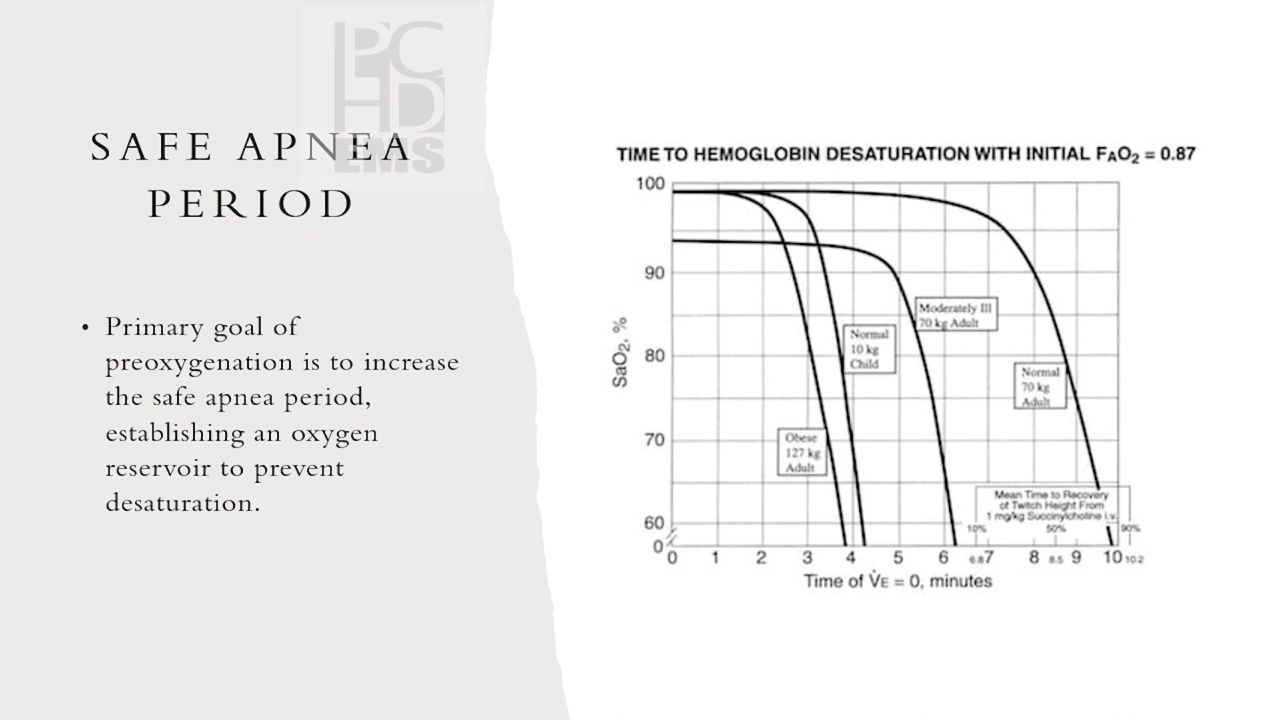 PC
HD
EMS
SAFE APNEA
PERIOD
• Primary goal of
preoxygenation is to increase
the safe apnea period,
establishing an oxygen
reservoir to prevent
desaturation.
TIME TO HEMOGLOBIN DESATURATION WITH INITIAL FAO2 = 0.87
100
90
80
70
60
0
SaO2, %
Moderately Ill
70 kg Adult
Normal
10 kg
Child
Normal
70 kg
Adult
Obese
127 kg
Adult
Mean Time to Recovery
of Twitch Height From
1 mg/kg Succinylcholine i.v.
10% 50% 90%
0 1 2 3 4 5 6 6.8 7 8 8.5 9 10 10.2
Time of V̇E = 0, minutes